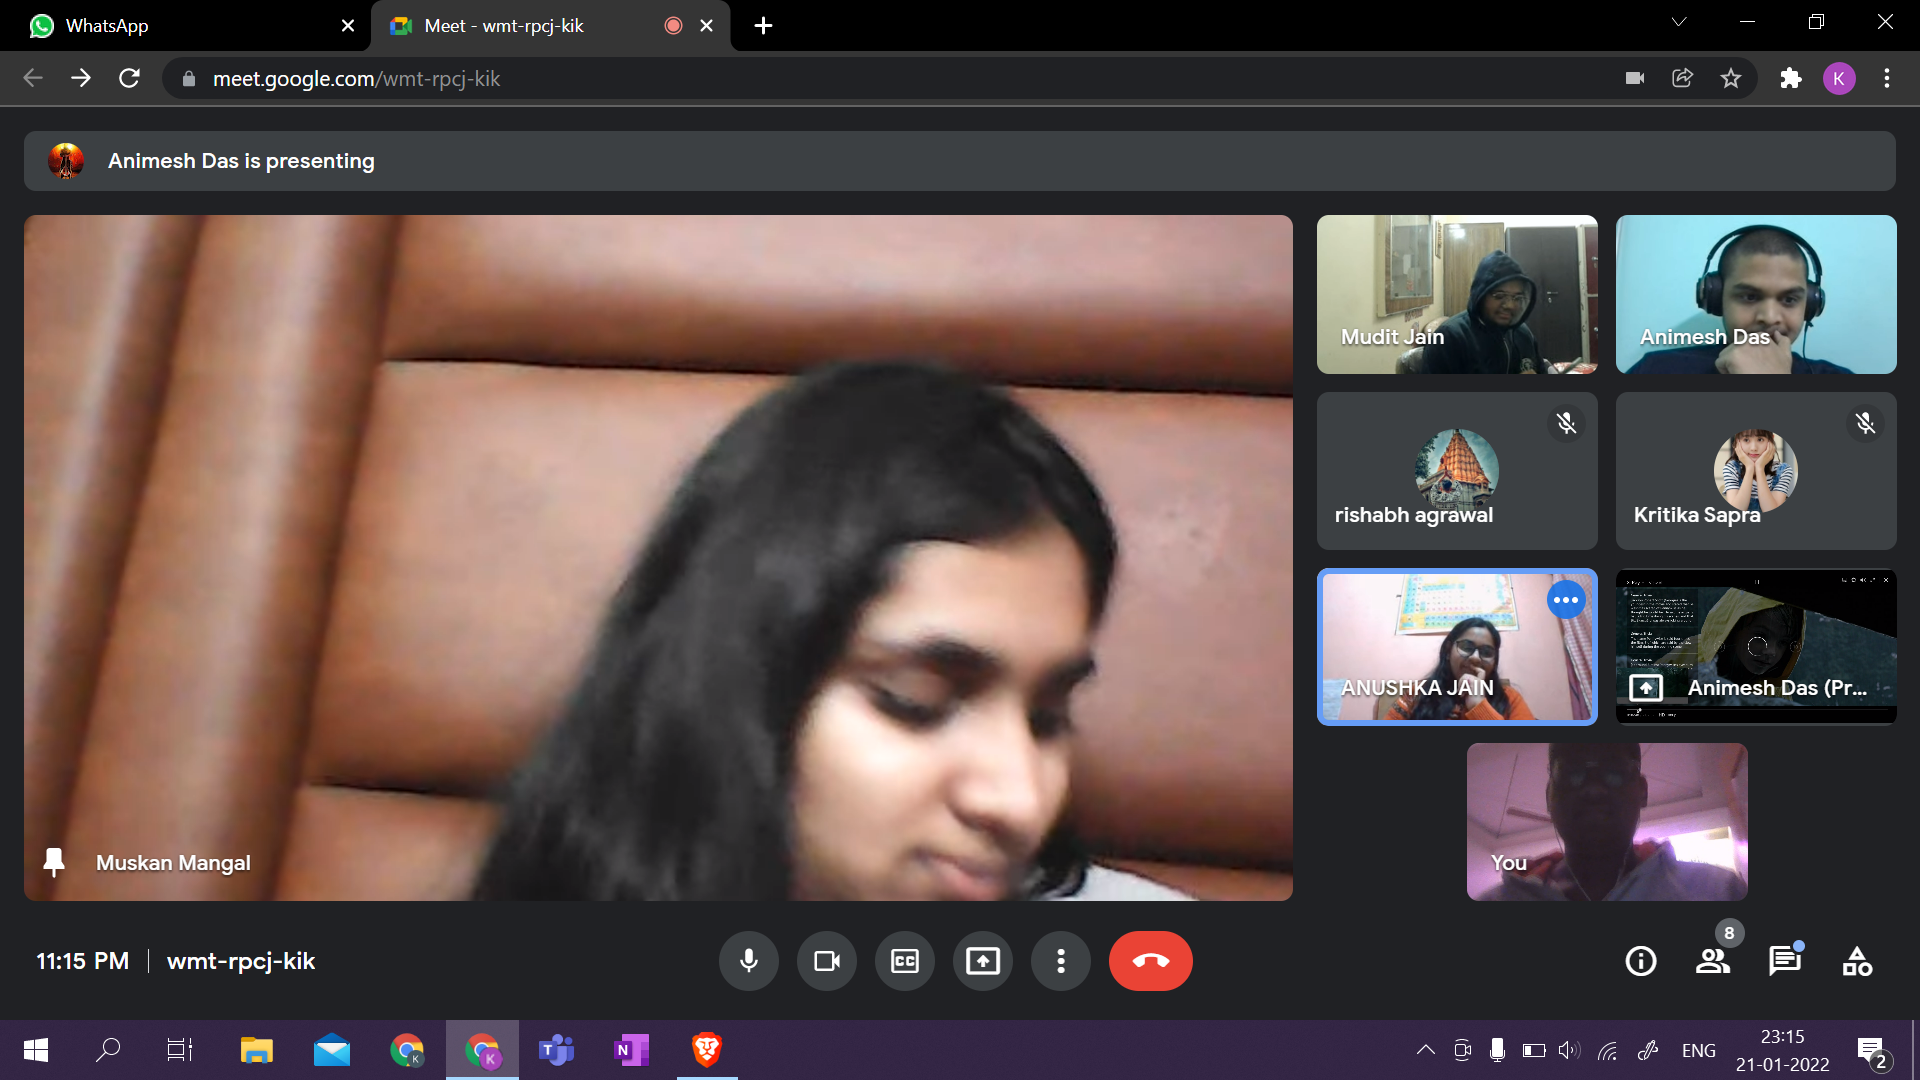 WhatsApp
Meet - wmt-rpcj-kik
meet.google.com/wmt-rpcj-kik
K
Animesh Das is presenting
Mudit Jain
Animesh Das
rishabh agrawal
Kritika Sapra
ANUSHKA JAIN
Animesh Das (Pr...
Muskan Mangal
You
11:15 PM
wmt-rpcj-kik
CC
8
K
K
T
N
ENG
23:15
21-01-2022
2